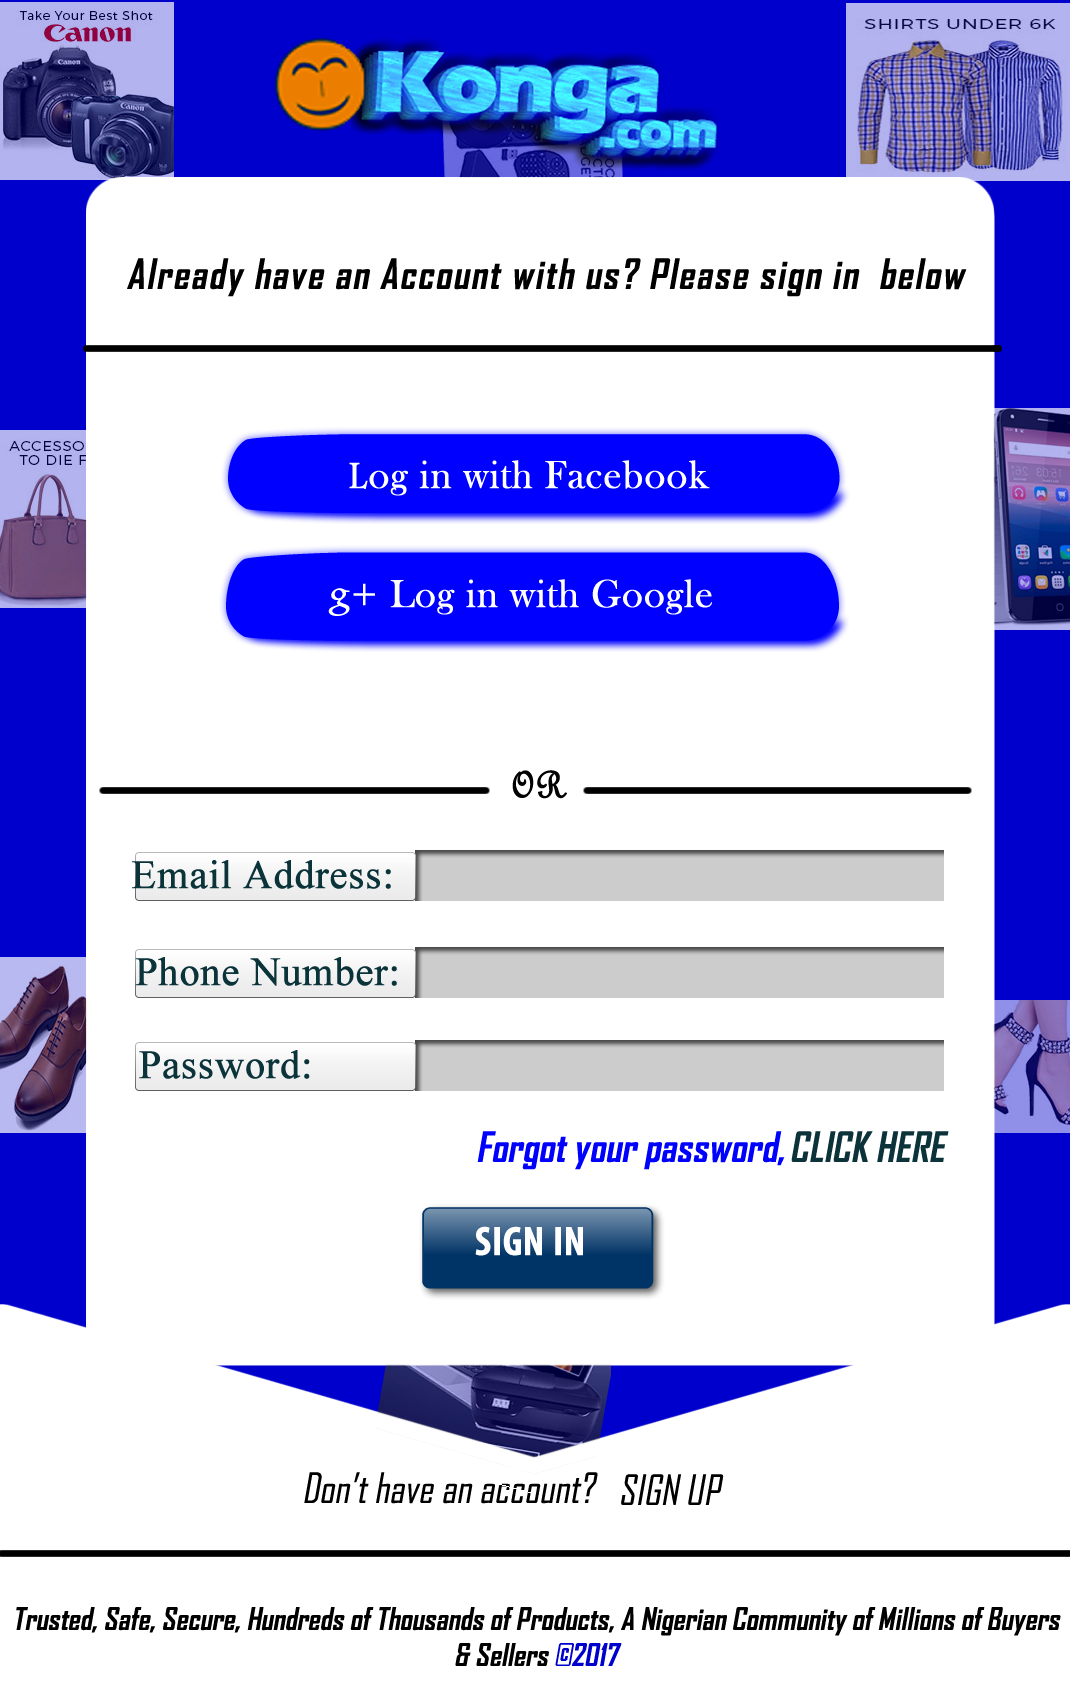 Take Your Best Shot
Canon
Canon
Canon
SHIRTS UNDER 6K
Konga
.com
Already have an Account with us? Please sign in below
Log in with Facebook
ACCESSO
TO DIE F
g+ Log in with Google
OR
Email Address:
Phone Number:
Password:
Forgot your password, CLICK HERE
SIGN IN
Don't have an account? SIGN UP
Trusted, Safe, Secure, Hundreds of Thousands of Products, A Nigerian Community of Millions of Buyers
& Sellers ©2017